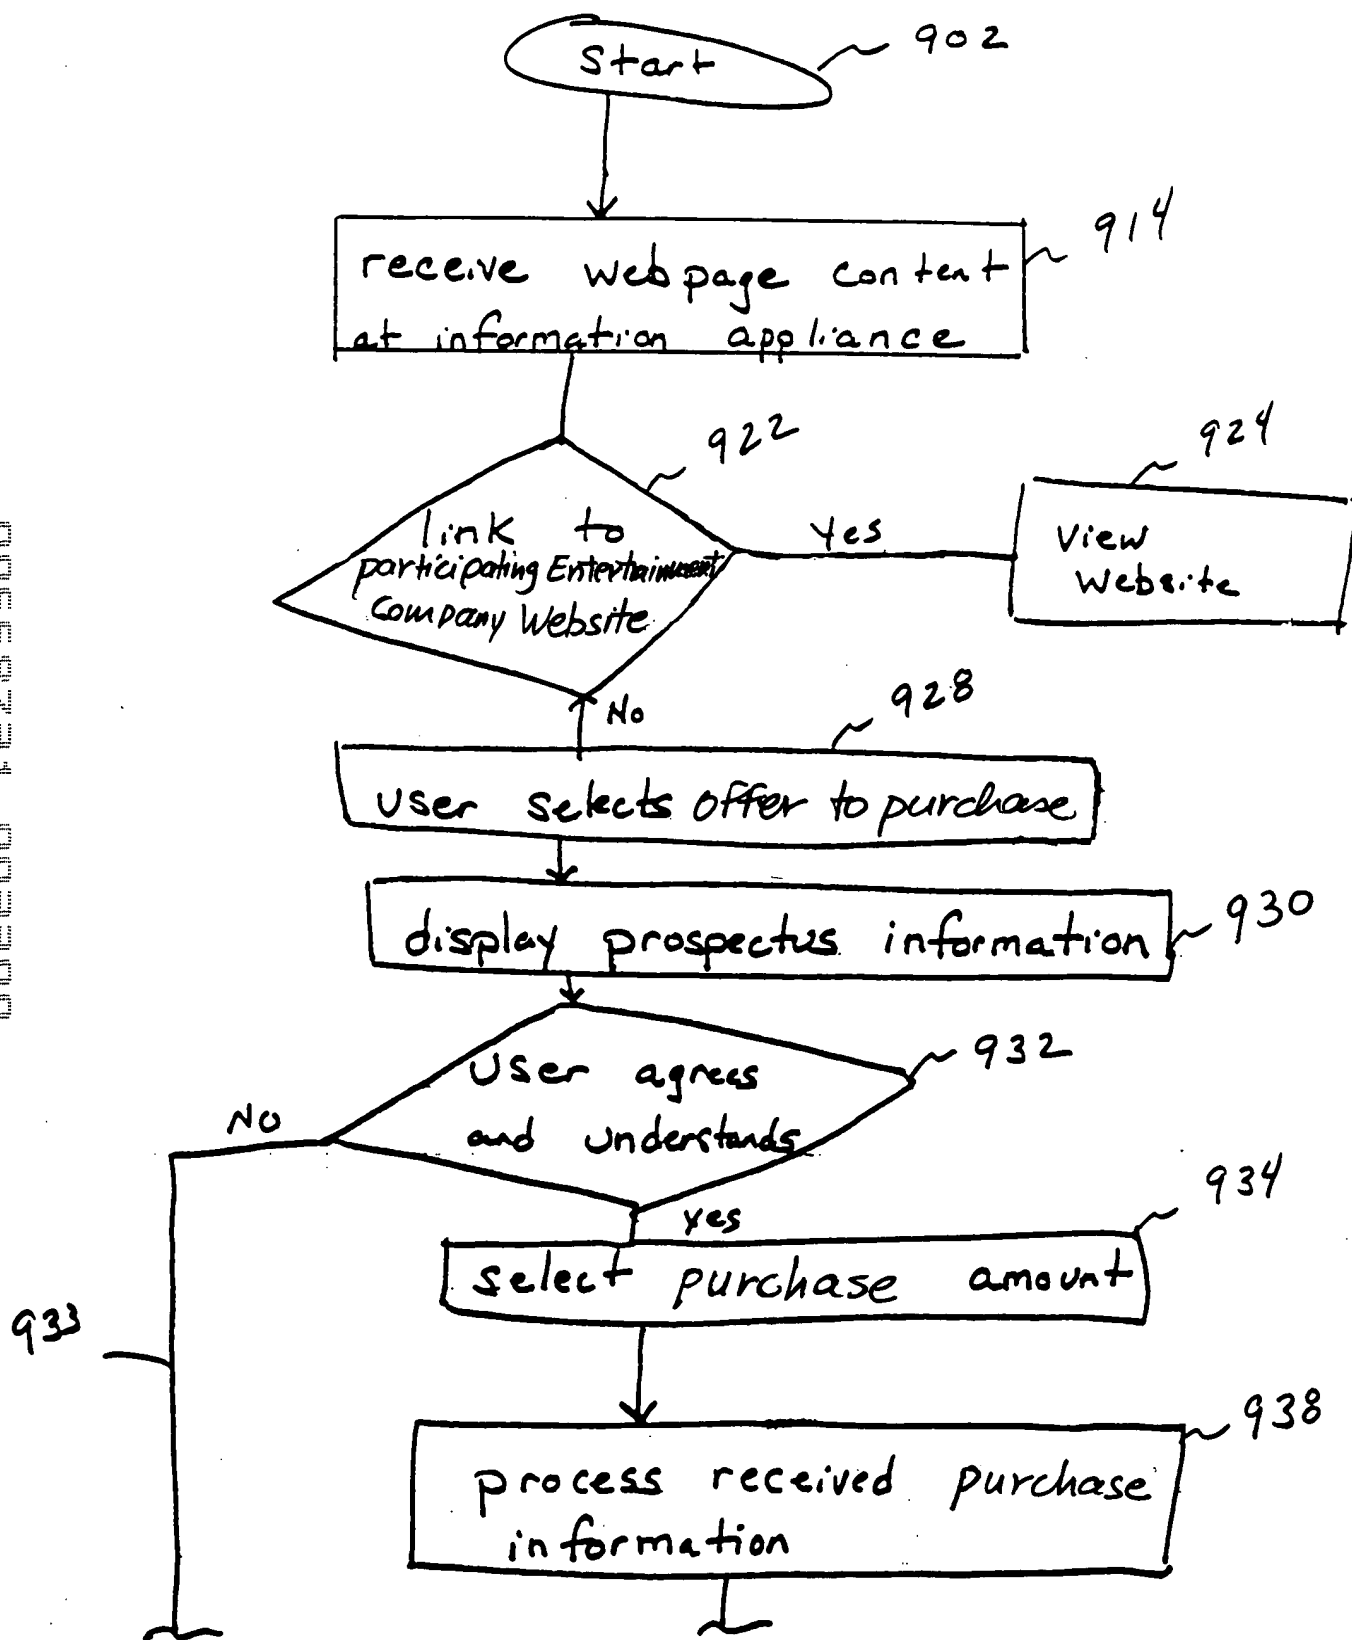 Start
902
receive webpage content
at information appliance
914
922
link to
participating Entertainment
Company Website
Yes
924
View
Website
No
928
User selects offer to purchase
display prospectus information
930
User agrees
and understands
932
No
yes
934
select purchase amount
933
938
process received purchase
information